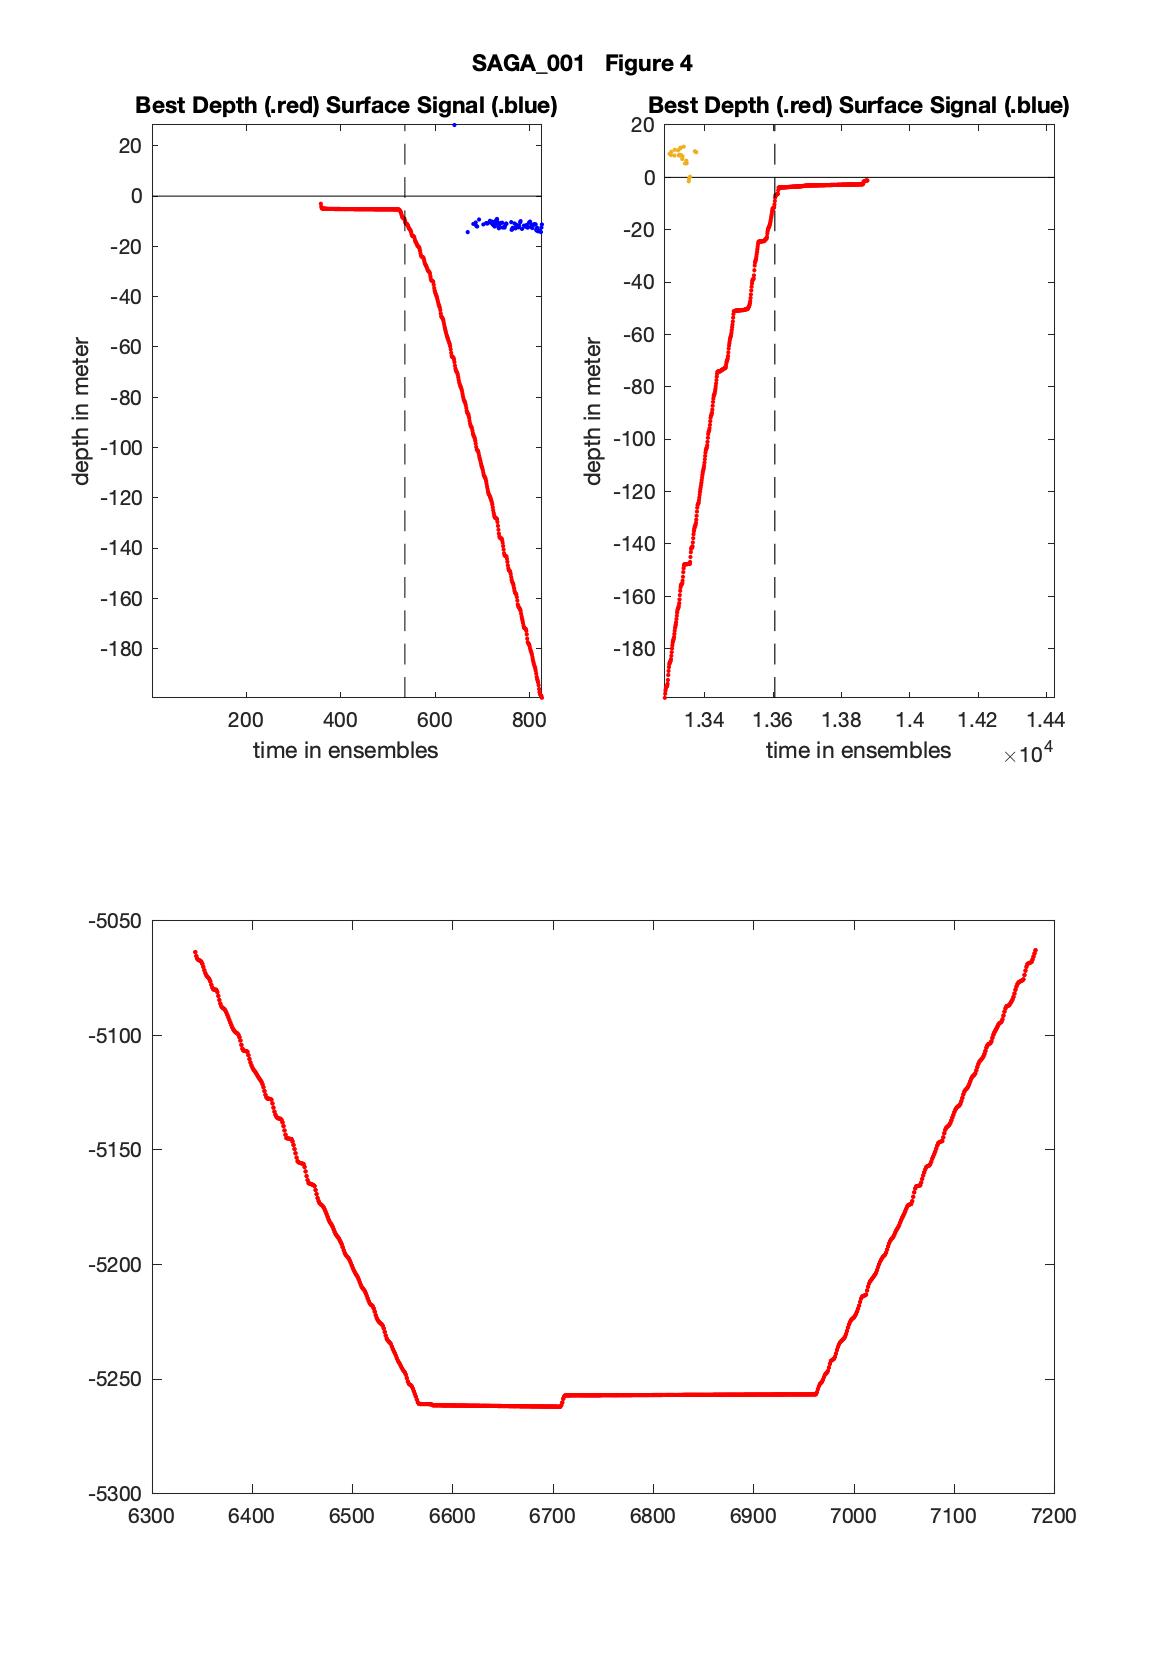 SAGA_001 Figure 4
Best Depth (.red) Surface Signal (.blue)
20
0
-20
-40
-60
-80
-100
-120
-140
-160
-180
depth in meter
200 400 600 800
time in ensembles
Best Depth (.red) Surface Signal (.blue)
20
0
-20
-40
-60
-80
-100
-120
-140
-160
-180
depth in meter
1.34 1.36 1.38 1.4 1.42 1.44
time in ensembles
×10⁴
-5050
-5100
-5150
-5200
-5250
-5300
6300 6400 6500 6600 6700 6800 6900 7000 7100 7200